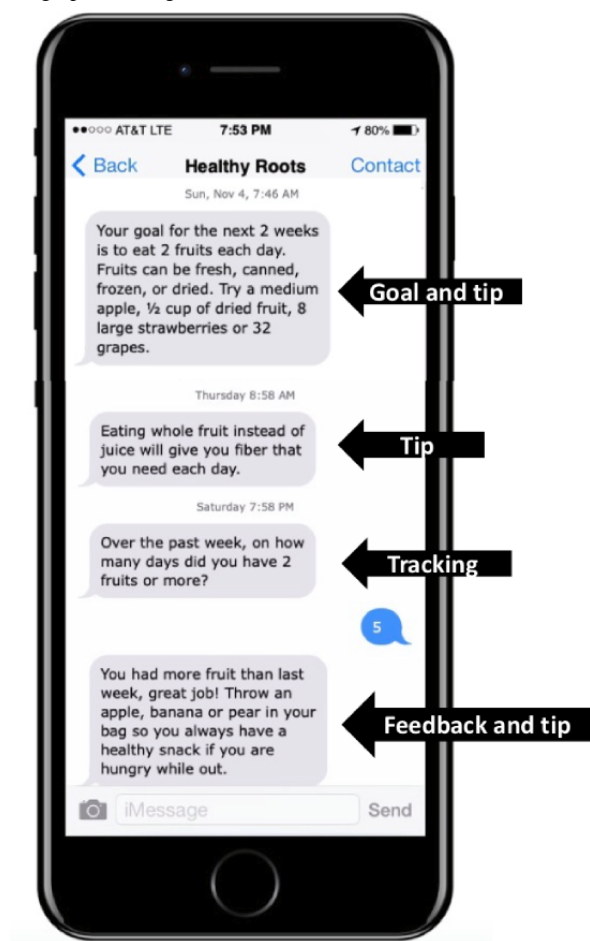 AT&T LTE 7:53 PM 80%
Back Healthy Roots Contact
Sun, Nov 4, 7:46 AM
Your goal for the next 2 weeks
is to eat 2 fruits each day.
Fruits can be fresh, canned,
frozen, or dried. Try a medium
apple, ½ cup of dried fruit, 8
large strawberries or 32
grapes.
Goal and tip
Thursday 8:58 AM
Eating whole fruit instead of
juice will give you fiber that
you need each day.
Tip
Saturday 7:58 PM
Over the past week, on how
many days did you have 2
fruits or more?
Tracking
5
You had more fruit than last
week, great job! Throw an
apple, banana or pear in your
bag so you always have a
healthy snack if you are
hungry while out.
Feedback and tip
iMessage Send